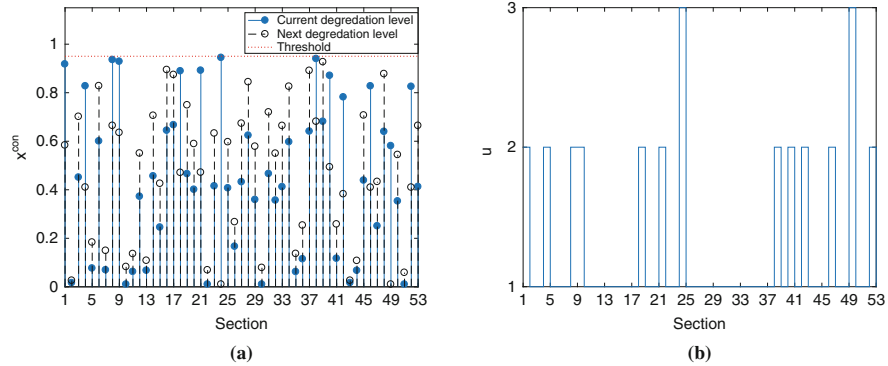 Current degredation level
Next degredation level
Threshold
1
0.8
0.6
0.4
0.2
0
x^con
1 5 9 13 17 21 25 29 33 37 41 45 49 53
Section
(a)
3
2
1
u
1 5 9 13 17 21 25 29 33 37 41 45 49 53
Section
(b)